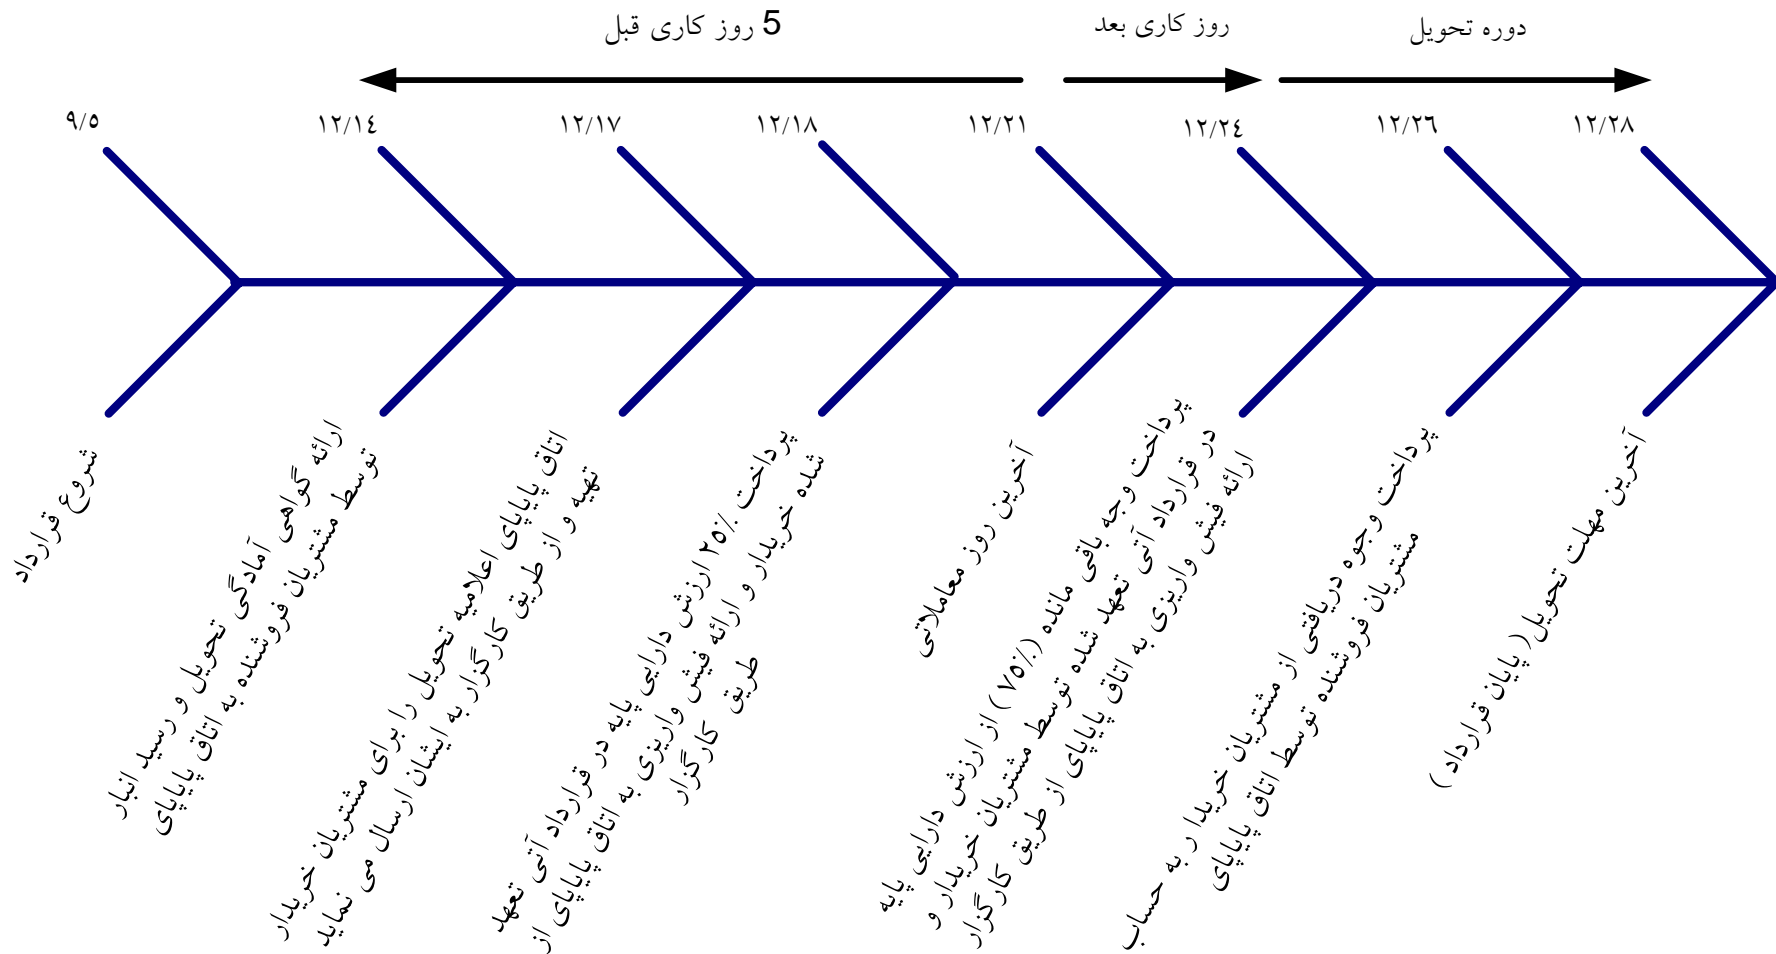 5 روز کاری قبل
روز کاری بعد
دوره تحویل
۹/۵
۱۲/۱٤
۱۲/۱۷
۱۲/۱۸
۱۲/۲۱
۱۲/۲٤
۱۲/۲٦
۱۲/۲۸
شروع قرارداد
ارائه گواهی آمادگی تحویل و رسید انبار
توسط مشتریان فروشنده به اتاق پایاپای
اتاق پایاپای اعلامیه تحویل را برای مشتریان خریدار
تهیه و از طریق کارگزار به ایشان ارسال می نماید
پرداخت ۲۵٪ ارزش دارایی پایه در قرارداد آتی تعهد
شده خریدار و ارائه فیش واریزی به اتاق پایاپای از
طریق کارگزار
آخرین روز معاملاتی
پرداخت وجه باقی مانده (۷۵٪) از ارزش دارایی پایه
در قرارداد آتی تعهد شده توسط مشتریان خریدار و
ارائه فیش واریزی به اتاق پایاپای از طریق کارگزار
پرداخت وجوه دریافتی از مشتریان خریدا ر به حساب
مشتریان فروشنده توسط اتاق پایاپای
آخرین مهلت تحویل( پایان قرارداد )